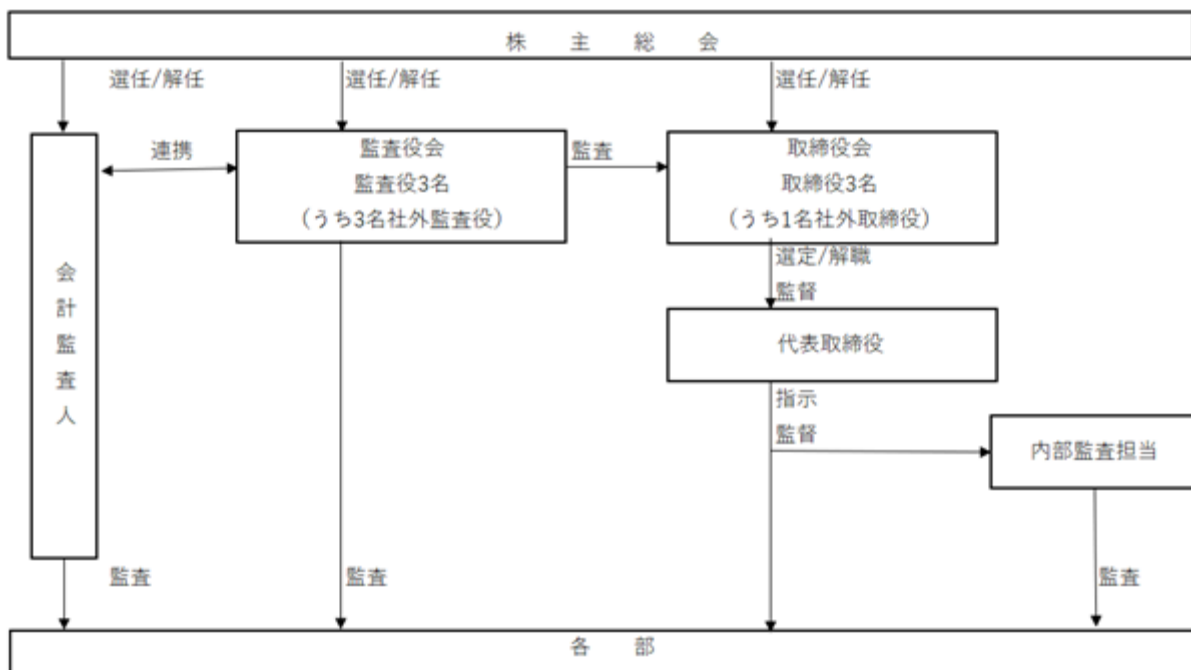 株主総会
選任/解任
選任/解任
選任/解任
連携
監査役会
監査役3名
(うち3名社外監査役)
監査
取締役会
取締役3名
(うち1名社外取締役)
選定/解職
監督
会計監査人
代表取締役
指示
監督
内部監査担当
監査
監査
監査
各部